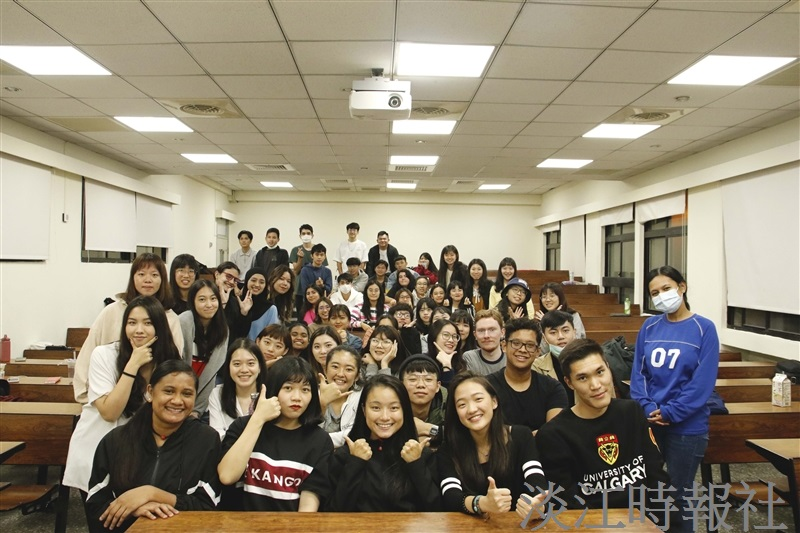 07
KANGO
UNIVERSITY OF
CALGARY
淡江時報社